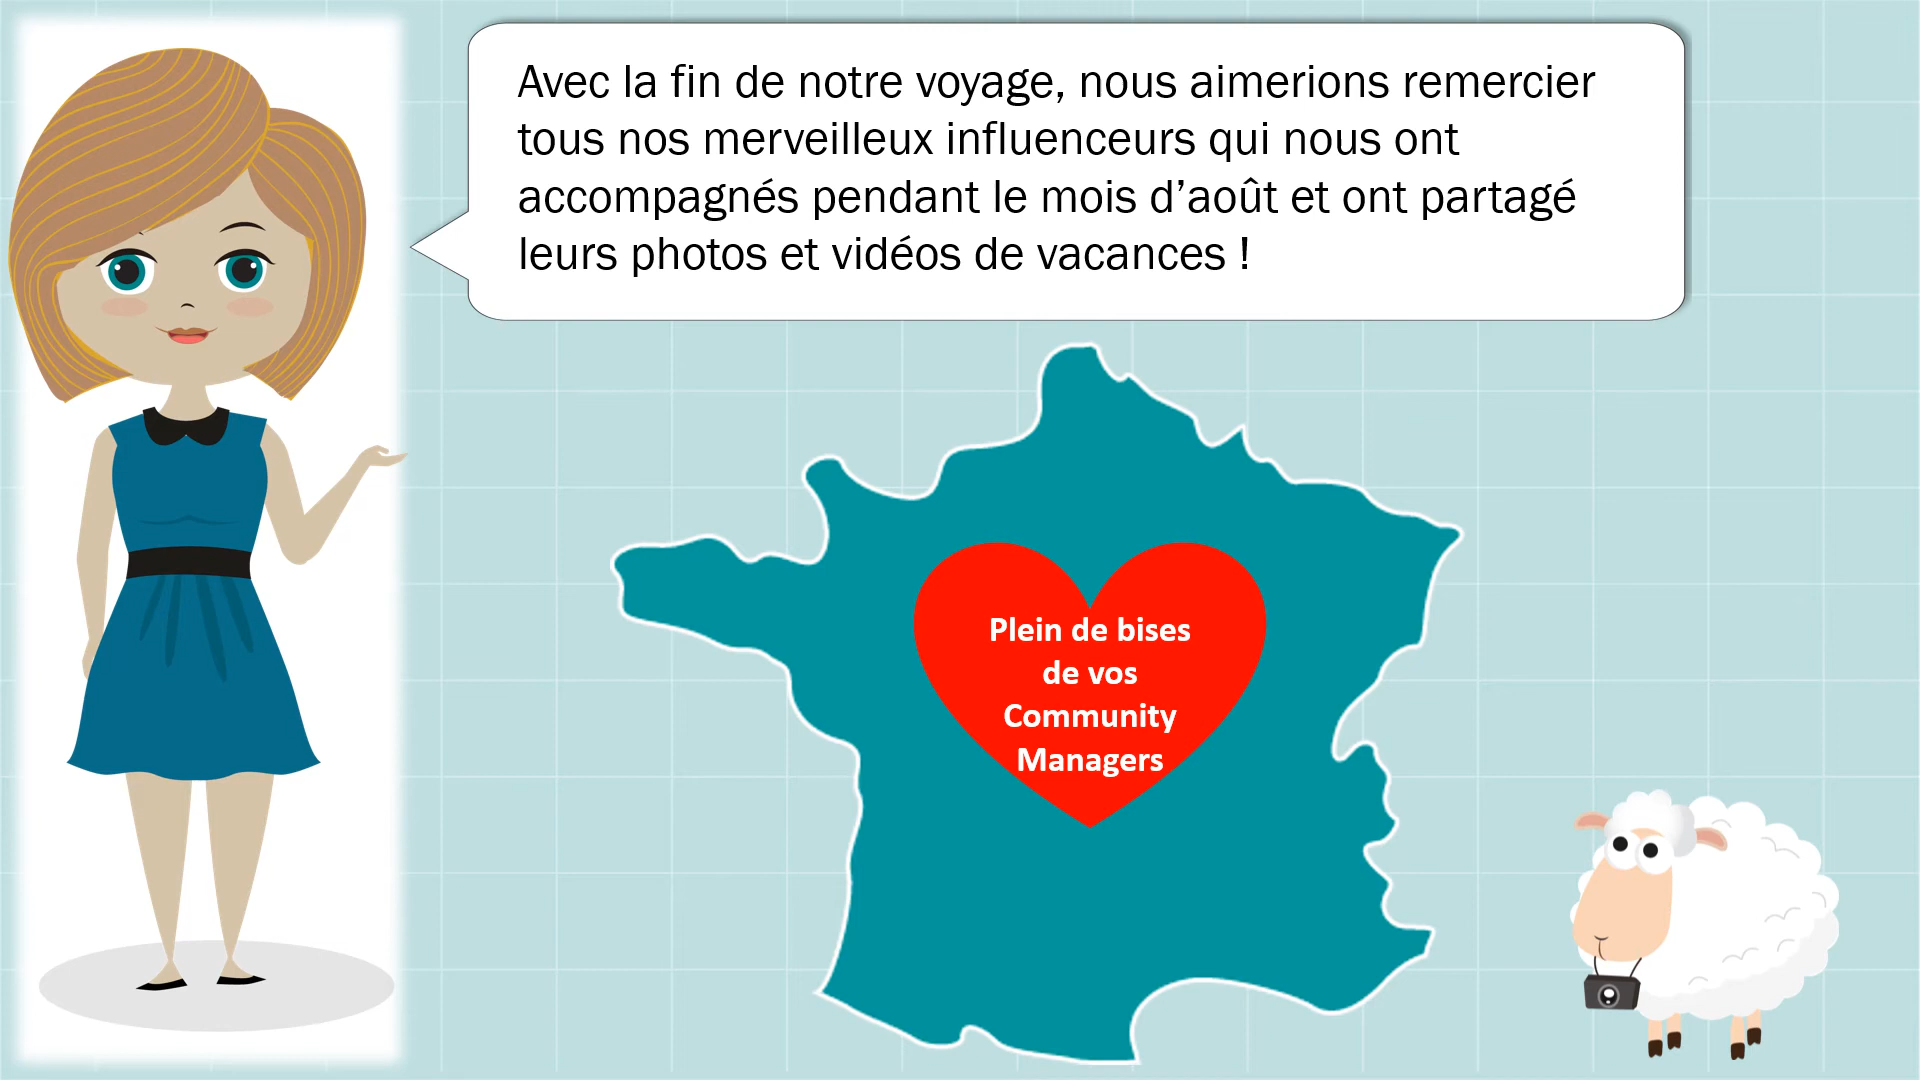 Avec la fin de notre voyage, nous aimerions remercier
tous nos merveilleux influenceurs qui nous ont
accompagnés pendant le mois d’août et ont partagé
leurs photos et vidéos de vacances !
Plein de bises
de vos
Community
Managers